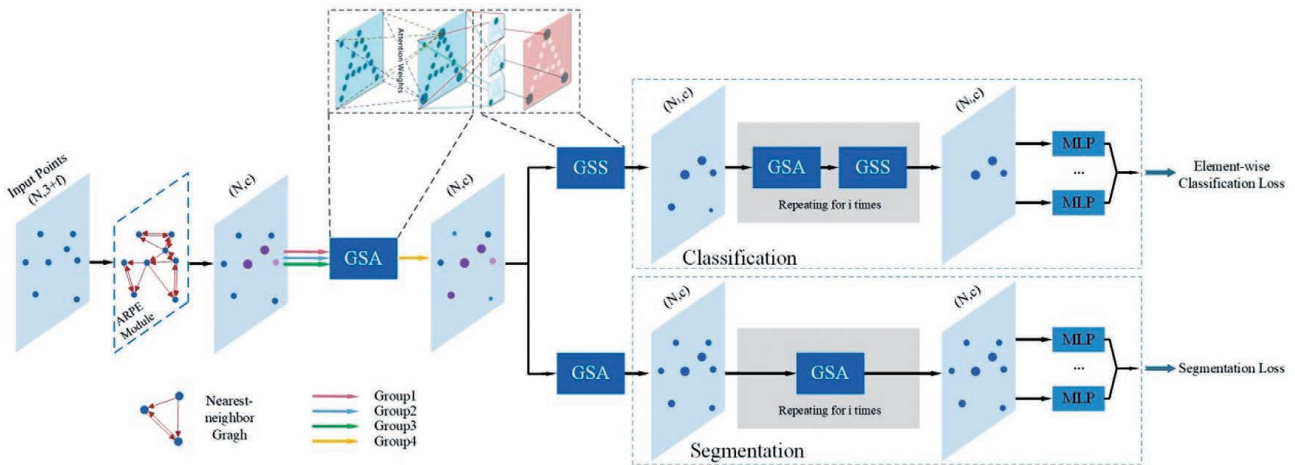 Attention Weights
Input Points
(N,3+f)
ARPE
Module
(N,c)
GSA
(N,c)
GSS
(Nᵢ,c)
GSA
GSS
Repeating for i times
(Nᵢ,c)
MLP
...
MLP
Element-wise
Classification Loss
Classification
GSA
(N,c)
GSA
Repeating for i times
(N,c)
MLP
...
MLP
Segmentation Loss
Segmentation
Nearest-
neighbor
Gragh
Group1
Group2
Group3
Group4